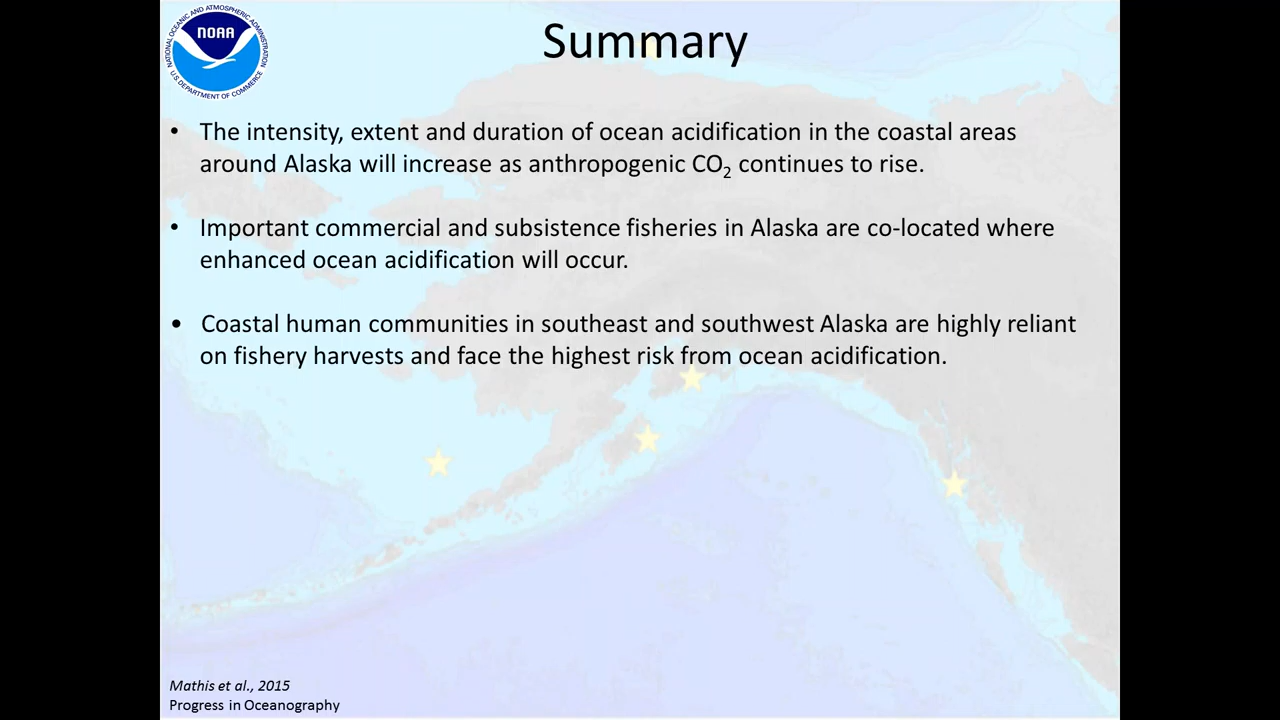 NATIONAL OCEANIC AND ATMOSPHERIC ADMINISTRATION
NOAA
U.S. DEPARTMENT OF COMMERCE
Summary
• The intensity, extent and duration of ocean acidification in the coastal areas
around Alaska will increase as anthropogenic CO₂ continues to rise.
• Important commercial and subsistence fisheries in Alaska are co-located where
enhanced ocean acidification will occur.
• Coastal human communities in southeast and southwest Alaska are highly reliant
on fishery harvests and face the highest risk from ocean acidification.
Mathis et al., 2015
Progress in Oceanography